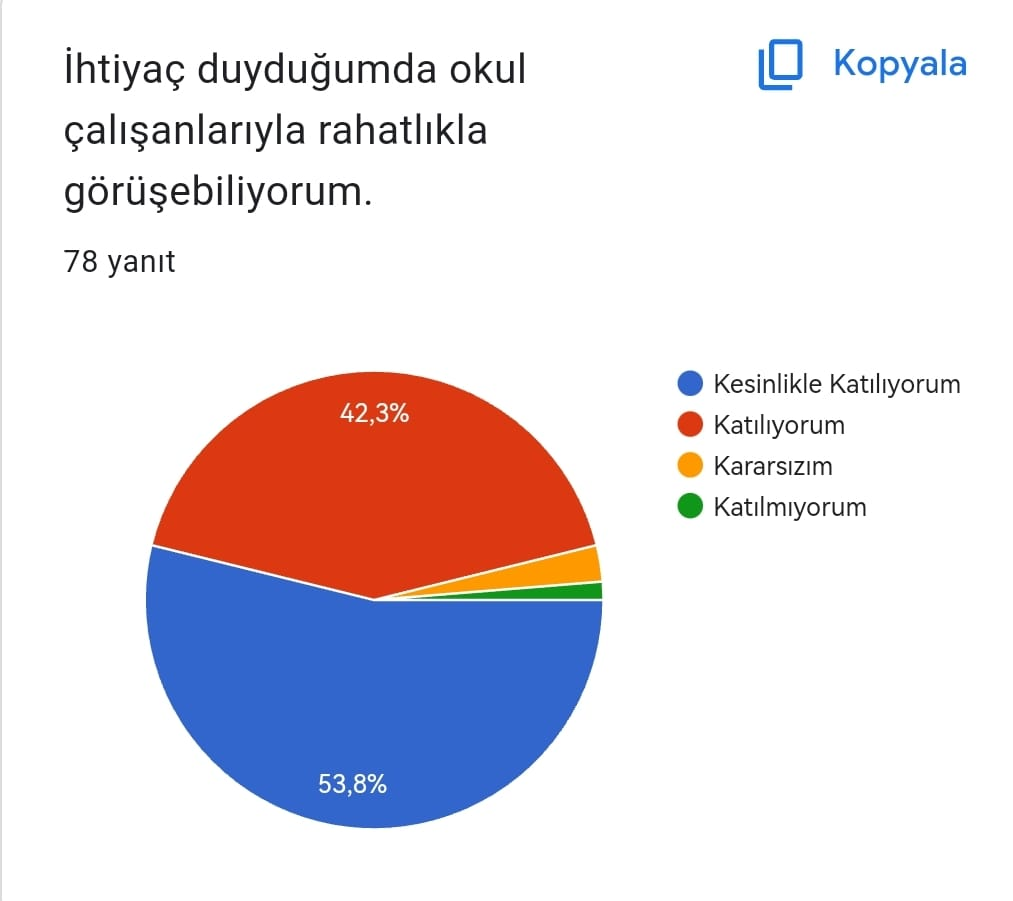 İhtiyaç duyduğumda okul
çalışanlarıyla rahatlıkla
görüşebiliyorum.
Kopyala
78 yanıt
42,3%
53,8%
Kesinlikle Katılıyorum
Katılıyorum
Kararsızım
Katılmıyorum